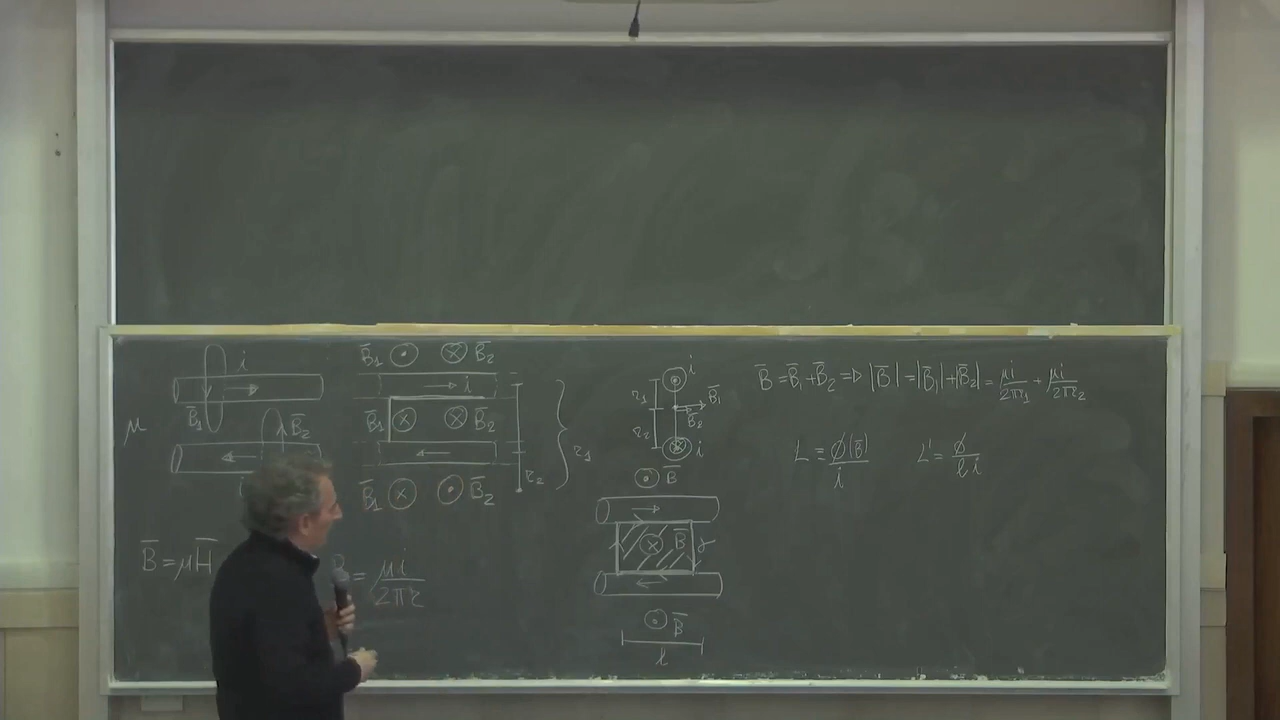 i
B̄₁
B̄₂
μ
B̄₁ ⊙ ⊗ B̄₂
→ i
B̄₁ ⊗ ⊗ B̄₂
←
B̄₁ ⊗ ⊙ B̄₂
r₂
r₁
B̄ = μH̄
= μi / 2πr
i
r₁
B̄₁
B̄₂
r₂
i
⊙ B̄
⊗ B̄
γ
⊙ B̄
ℓ
B̄ = B̄₁ + B̄₂ ⇒ |B̄| = |B̄₁| + |B̄₂| = μi / 2πr₁ + μi / 2πr₂
L ≡ ϕ(B̄) / i
L' = ϕ / ℓi